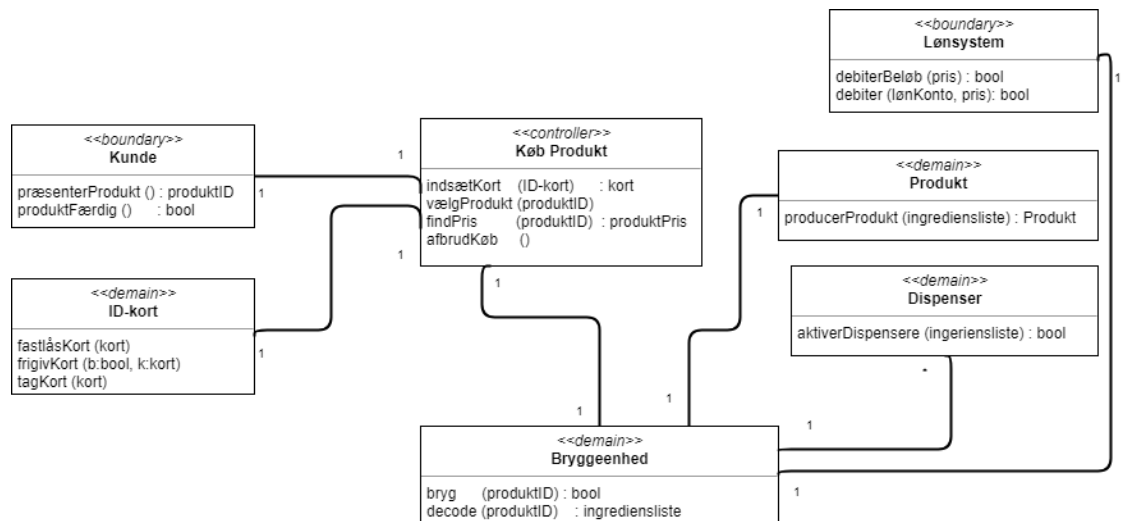 <<boundary>>
Lønsystem
debiterBeløb (pris) : bool
debiter (lønKonto, pris): bool
1
<<boundary>>
Kunde
præsenterProdukt () : produktID
produktFærdig () : bool
1
1
<<controller>>
Køb Produkt
indsætKort (ID-kort) : kort
vælgProdukt (produktID)
findPris (produktID) : produktPris
afbrudKøb ()
1
1
<<demain>>
Produkt
producerProdukt (ingrediensliste) : Produkt
1
<<demain>>
ID-kort
fastlåsKort (kort)
frigivKort (b:bool, k:kort)
tagKort (kort)
1
<<demain>>
Dispenser
aktiverDispensere (ingeriensliste) : bool
*
1
1
1
1
<<demain>>
Bryggeenhed
bryg (produktID) : bool
decode (produktID) : ingrediensliste